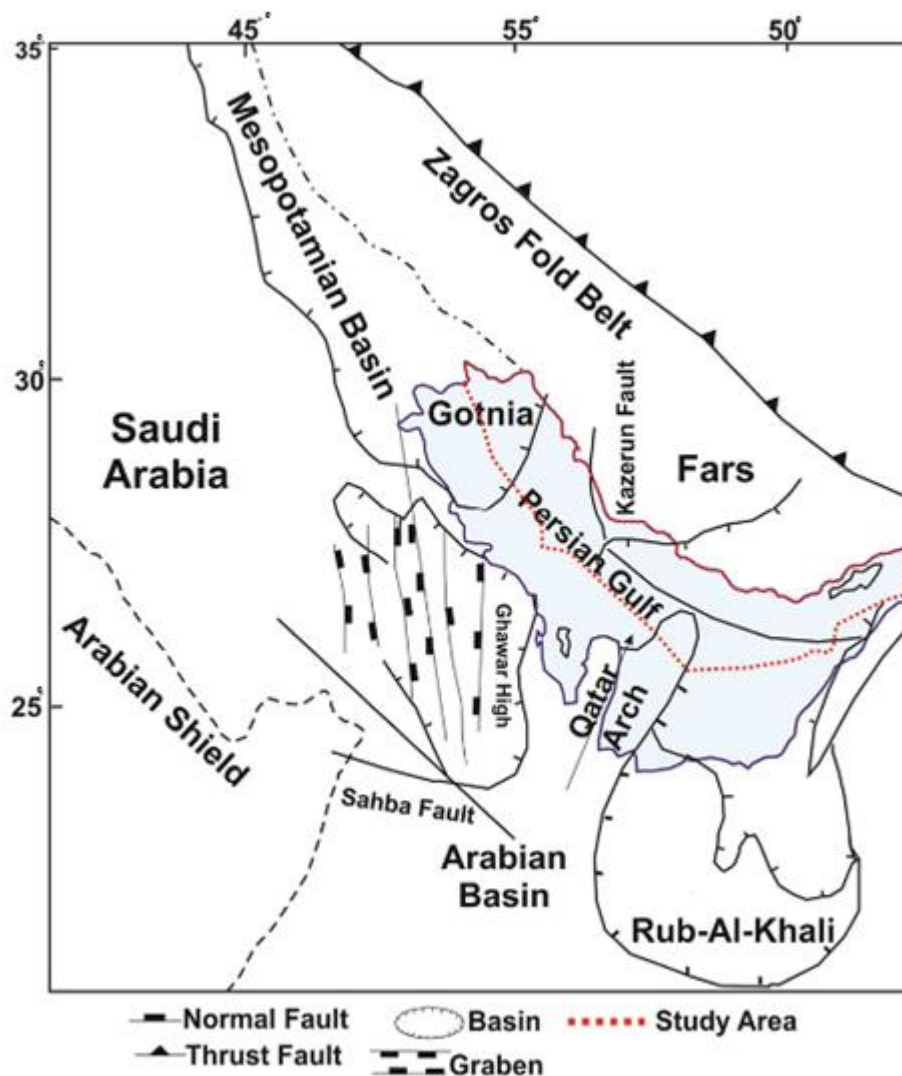 45°
55°
50°
35°
30°
25°
Mesopotamian Basin
Zagros Fold Belt
Gotnia
Kazerun Fault
Fars
Saudi
Arabia
Persian Gulf
Arabian Shield
Ghawar High
Qatar
Arch
Sahba Fault
Arabian
Basin
Rub-Al-Khali
Normal Fault
Basin
Study Area
Thrust Fault
Graben